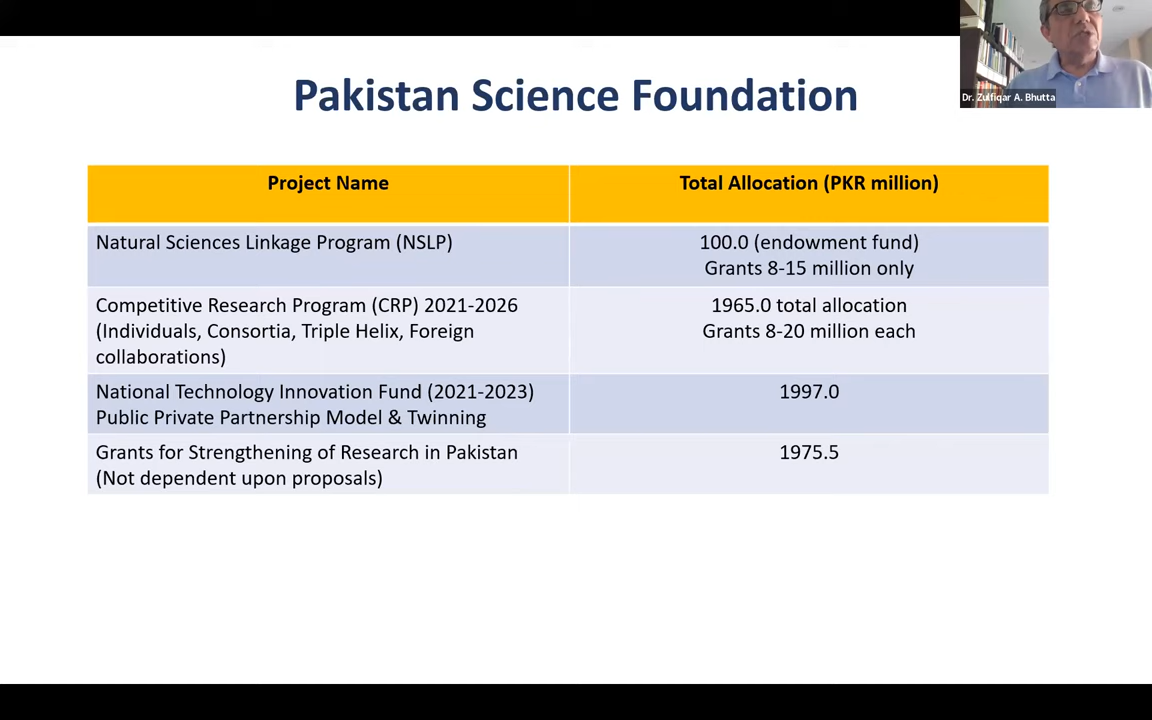 Dr. Zulfiqar A. Bhutta
Pakistan Science Foundation
Project Name
Total Allocation (PKR million)
Natural Sciences Linkage Program (NSLP)
100.0 (endowment fund)
Grants 8-15 million only
Competitive Research Program (CRP) 2021-2026
(Individuals, Consortia, Triple Helix, Foreign
collaborations)
1965.0 total allocation
Grants 8-20 million each
National Technology Innovation Fund (2021-2023)
Public Private Partnership Model & Twinning
1997.0
Grants for Strengthening of Research in Pakistan
(Not dependent upon proposals)
1975.5